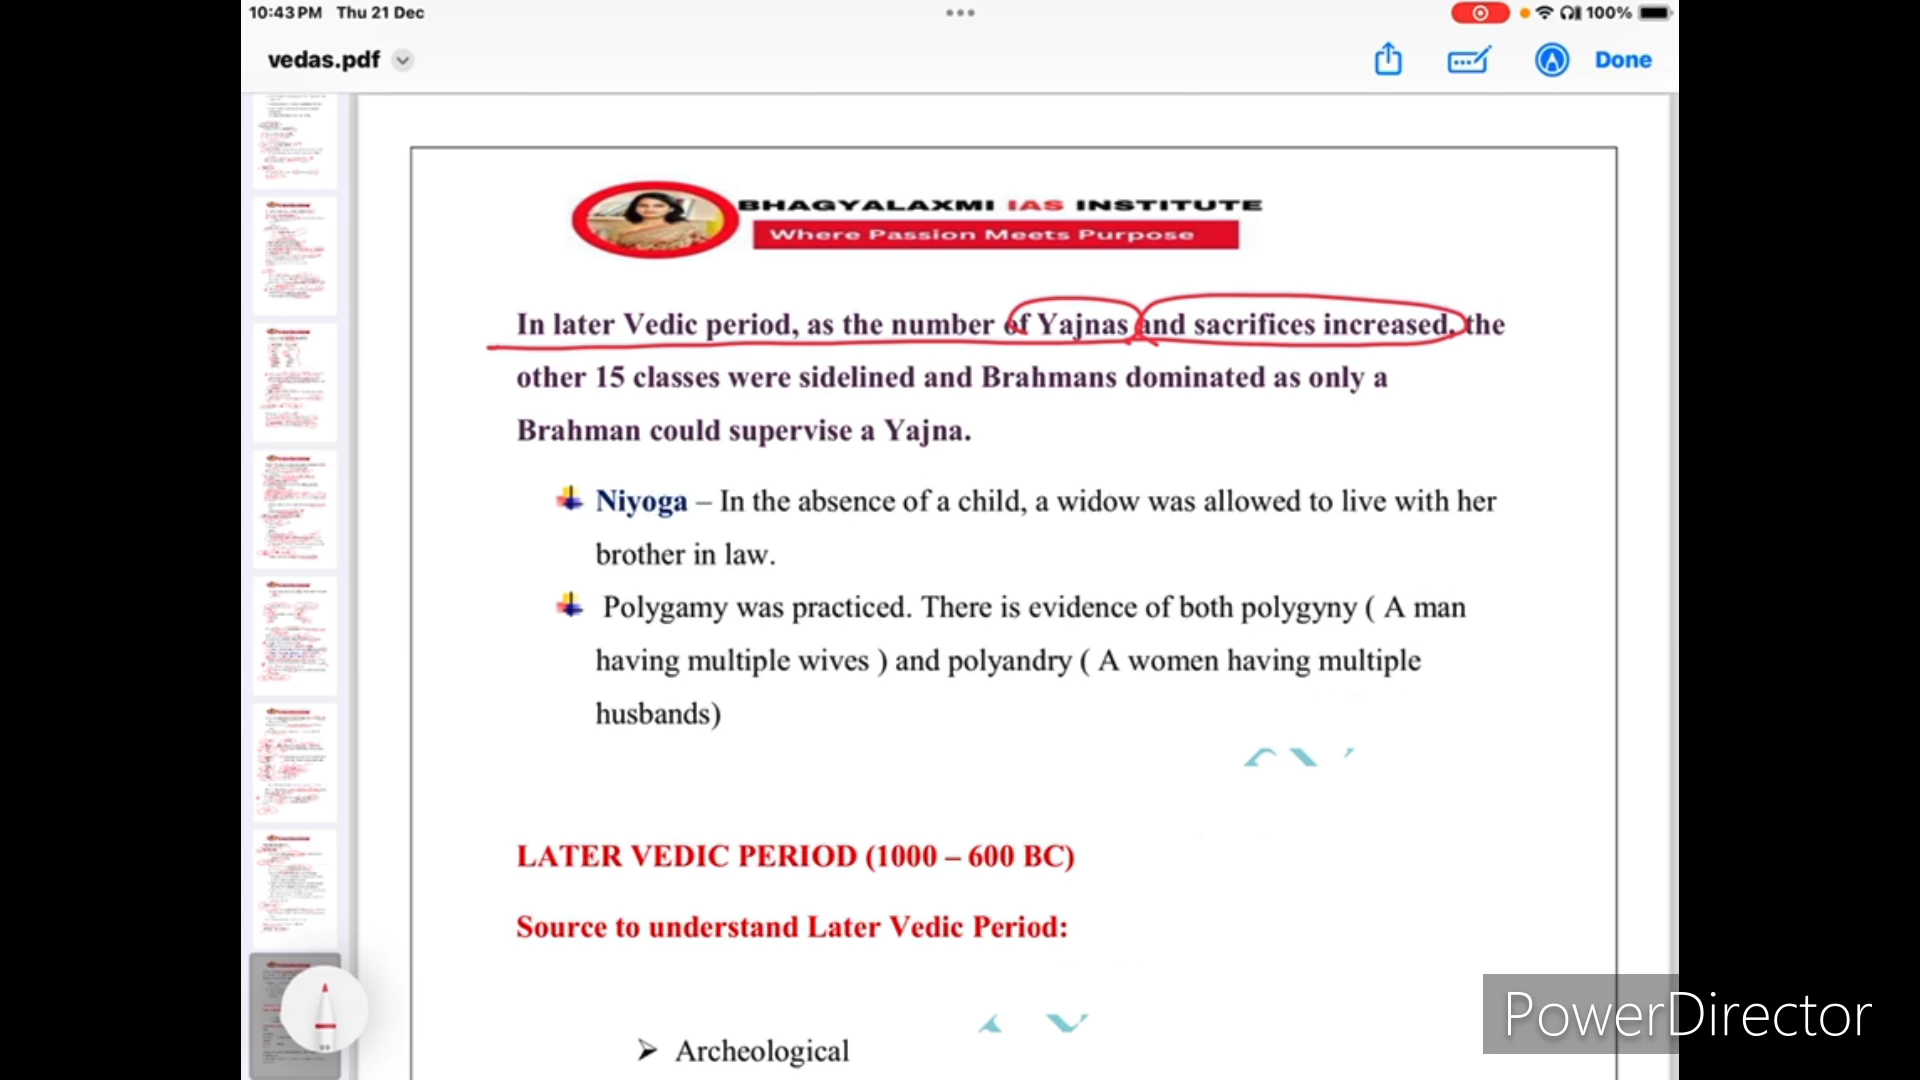 10:43 PM Thu 21 Dec
100%
vedas.pdf
Done
BHAGYALAXMI IAS INSTITUTE
Where Passion Meets Purpose
In later Vedic period, as the number of Yajnas and sacrifices increased, the
other 15 classes were sidelined and Brahmans dominated as only a
Brahman could supervise a Yajna.
Niyoga – In the absence of a child, a widow was allowed to live with her
brother in law.
Polygamy was practiced. There is evidence of both polygyny ( A man
having multiple wives ) and polyandry ( A women having multiple
husbands)
LATER VEDIC PERIOD (1000 – 600 BC)
Source to understand Later Vedic Period:
➢ Archeological
PowerDirector